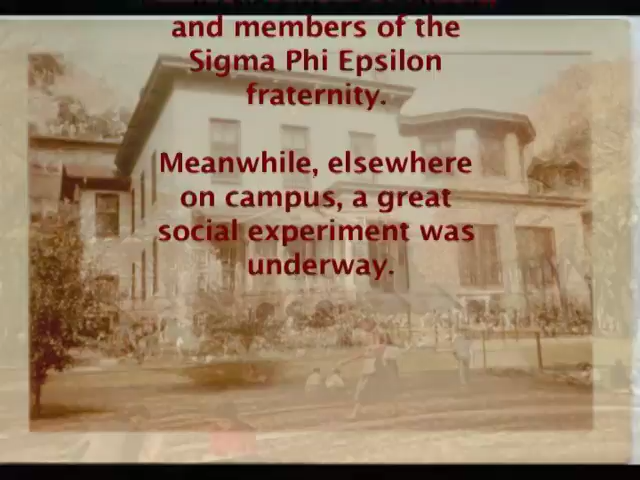 and members of the
Sigma Phi Epsilon
fraternity.
Meanwhile, elsewhere
on campus, a great
social experiment was
underway.